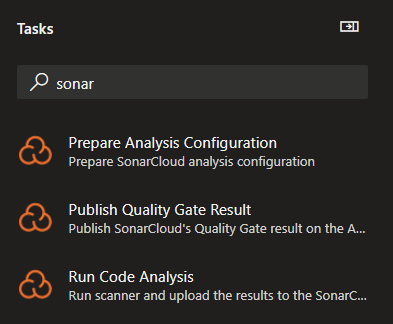 Tasks
sonar
Prepare Analysis Configuration
Prepare SonarCloud analysis configuration
Publish Quality Gate Result
Publish SonarCloud's Quality Gate result on the A...
Run Code Analysis
Run scanner and upload the results to the SonarC...